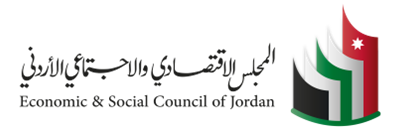 المجلس الاقتصادي والاجتماعي الأردني
Economic & Social Council of Jordan